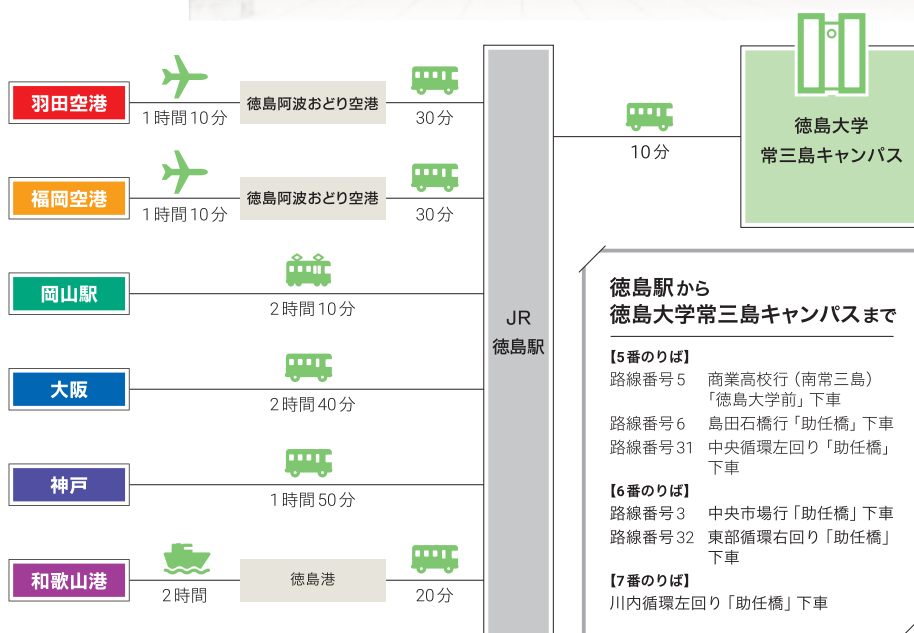 羽田空港
1時間10分
徳島阿波おどり空港
30分
福岡空港
1時間10分
徳島阿波おどり空港
30分
岡山駅
2時間10分
大阪
2時間40分
神戸
1時間50分
和歌山港
2時間
徳島港
20分
JR
徳島駅
10分
徳島大学
常三島キャンパス
徳島駅から
徳島大学常三島キャンパスまで
【5番のりば】
路線番号5 商業高校行(南常三島)
「徳島大学前」下車
路線番号6 島田石橋行「助任橋」下車
路線番号31 中央循環左回り「助任橋」
下車
【6番のりば】
路線番号3 中央市場行「助任橋」下車
路線番号32 東部循環右回り「助任橋」
下車
【7番のりば】
川内循環左回り「助任橋」下車